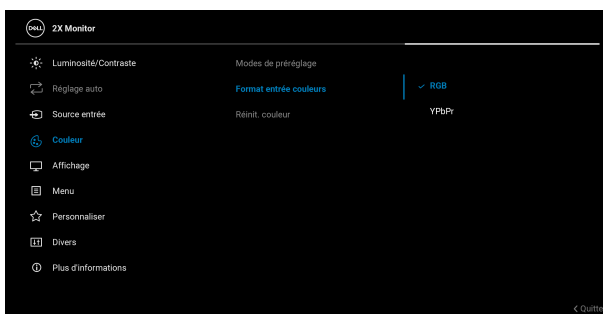 DELL
2X Monitor
Luminosité/Contraste
Modes de préréglage
Réglage auto
Format entrée couleurs
RGB
Source entrée
Réinit. couleur
YPbPr
Couleur
Affichage
Menu
Personnaliser
Divers
Plus d'informations
Quitte